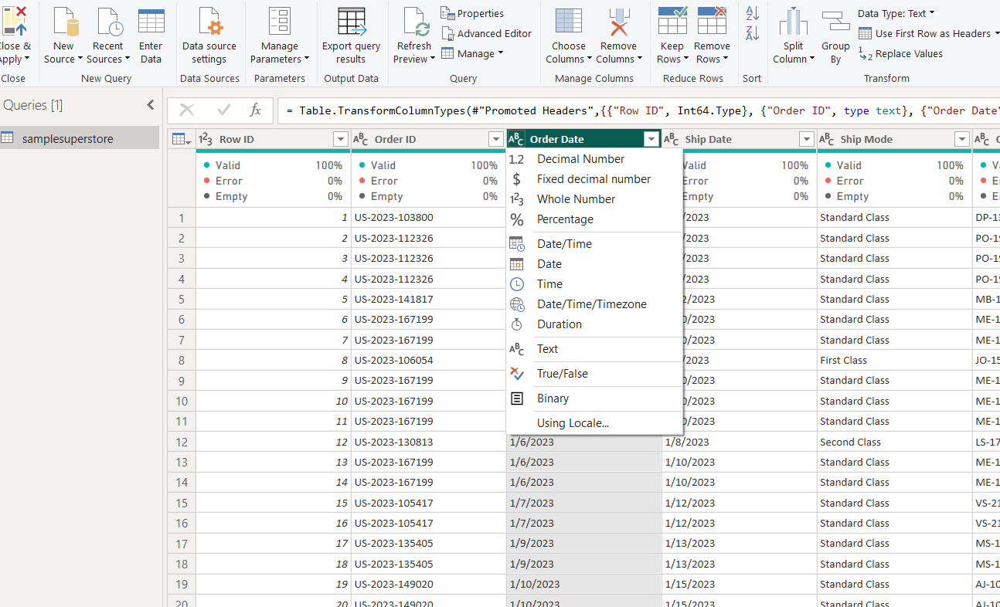 Close &
Apply
Close
New
Source
Recent
Sources
Enter
Data
New Query
Data source
settings
Data Sources
Manage
Parameters
Parameters
Export query
results
Output Data
Refresh
Preview
Properties
Advanced Editor
Manage
Query
Choose
Columns
Remove
Columns
Manage Columns
Keep
Rows
Remove
Rows
Reduce Rows
Sort
Split
Column
Group
By
Data Type: Text
Use First Row as Headers
Replace Values
Transform
Queries [1]
samplesuperstore
fx
= Table.TransformColumnTypes(#"Promoted Headers",{{"Row ID", Int64.Type}, {"Order ID", type text}, {"Order Date"
123 Row ID ABC Order ID ABC Order Date ABC Ship Date ABC Ship Mode ABC
Valid 100% Valid 100% Valid 100% Valid 100%
Error 0% Error 0% Error 0% Error 0%
Empty 0% Empty 0% Empty 0% Empty 0%
1.2 Decimal Number
$ Fixed decimal number
123 Whole Number
% Percentage
Date/Time
Date
Time
Date/Time/Timezone
Duration
ABC Text
True/False
Binary
Using Locale...
1 1 US-2023-103800 /2023 Standard Class DP-13
2 2 US-2023-112326 /2023 Standard Class PO-19
3 3 US-2023-112326 /2023 Standard Class PO-19
4 4 US-2023-112326 /2023 Standard Class PO-19
5 5 US-2023-141817 2/2023 Standard Class MB-1
6 6 US-2023-167199 0/2023 Standard Class ME-1
7 7 US-2023-167199 0/2023 Standard Class ME-1
8 8 US-2023-106054 /2023 First Class JO-15
9 9 US-2023-167199 0/2023 Standard Class ME-1
10 10 US-2023-167199 0/2023 Standard Class ME-1
11 11 US-2023-167199 0/2023 Standard Class ME-1
12 12 US-2023-130813 1/6/2023 1/8/2023 Second Class LS-17
13 13 US-2023-167199 1/6/2023 1/10/2023 Standard Class ME-1
14 14 US-2023-167199 1/6/2023 1/10/2023 Standard Class ME-1
15 15 US-2023-105417 1/7/2023 1/12/2023 Standard Class VS-21
16 16 US-2023-105417 1/7/2023 1/12/2023 Standard Class VS-21
17 17 US-2023-135405 1/9/2023 1/13/2023 Standard Class MS-1
18 18 US-2023-135405 1/9/2023 1/13/2023 Standard Class MS-1
19 19 US-2023-149020 1/10/2023 1/15/2023 Standard Class AJ-10
20 20 US-2023-149020 1/10/2023 1/15/2023 Standard Class AJ-10